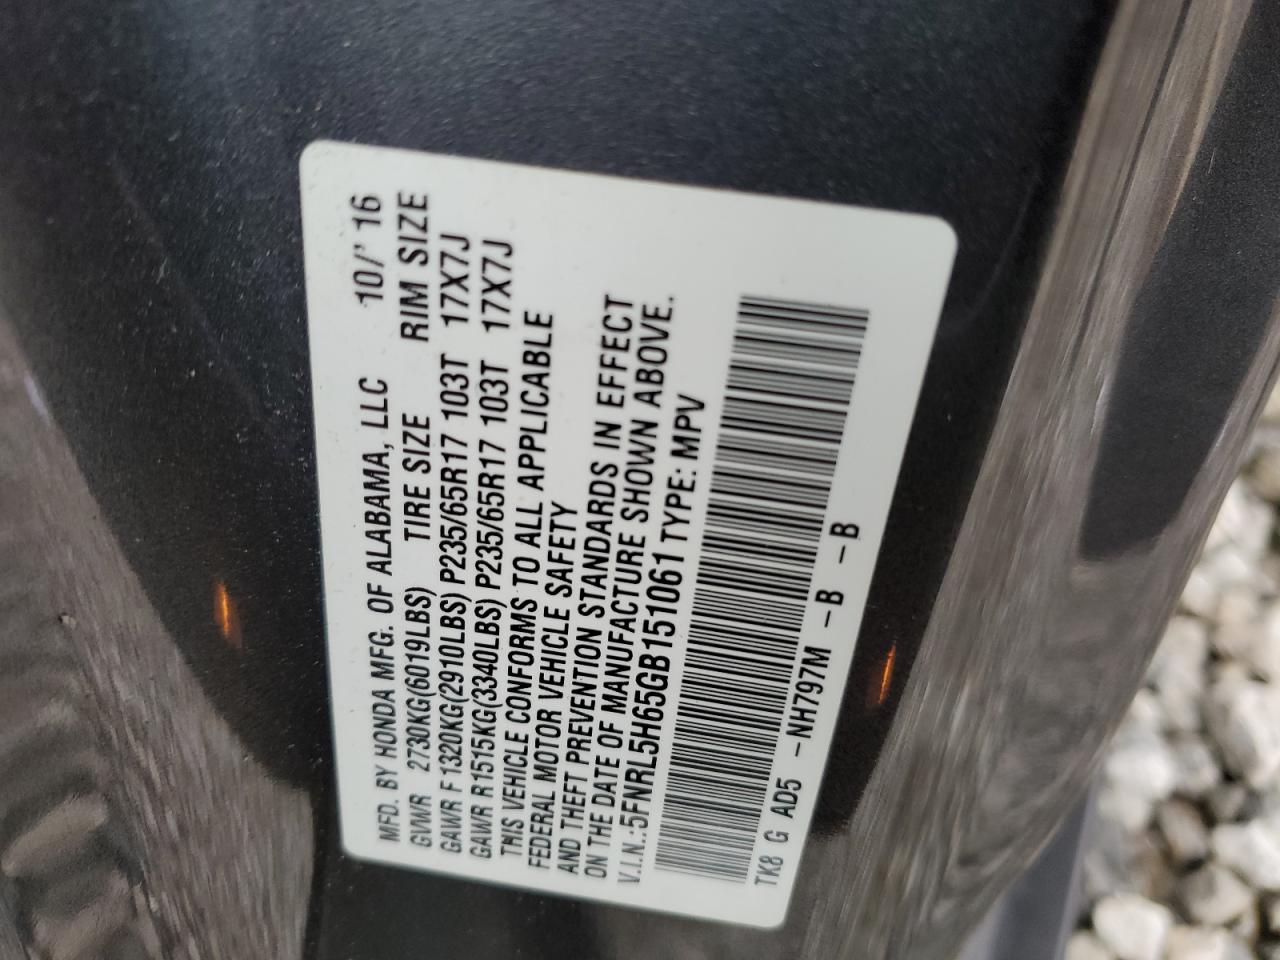 MFD. BY HONDA MFG. OF ALABAMA, LLC 10/' 16
GVWR 2730KG(6019LBS) TIRE SIZE RIM SIZE
GAWR F 1320KG(2910LBS) P235/65R17 103T 17X7J
GAWR R1515KG(3340LBS) P235/65R17 103T 17X7J
THIS VEHICLE CONFORMS TO ALL APPLICABLE
FEDERAL MOTOR VEHICLE SAFETY
AND THEFT PREVENTION STANDARDS IN EFFECT
ON THE DATE OF MANUFACTURE SHOWN ABOVE.
V.I.N.:5FNRL5H65GB151061 TYPE: MPV
TK8 G AD5 -NH797M -B -B